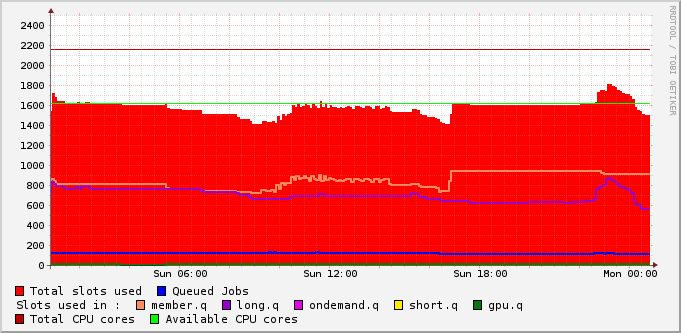 RRDTOOL / TOBI OETIKER
2400
2200
2000
1800
1600
1400
1200
1000
800
600
400
200
0
Sun 06:00 Sun 12:00 Sun 18:00 Mon 00:00
Total slots used Queued Jobs
Slots used in : member.q long.q ondemand.q short.q gpu.q
Total CPU cores Available CPU cores